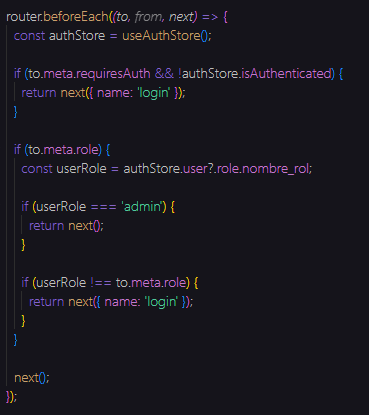 router.beforeEach((to, from, next) => {
  const authStore = useAuthStore();

  if (to.meta.requiresAuth && !authStore.isAuthenticated) {
    return next({ name: 'login' });
  }

  if (to.meta.role) {
    const userRole = authStore.user?.role.nombre_rol;

    if (userRole === 'admin') {
      return next();
    }

    if (userRole !== to.meta.role) {
      return next({ name: 'login' });
    }
  }

  next();
});